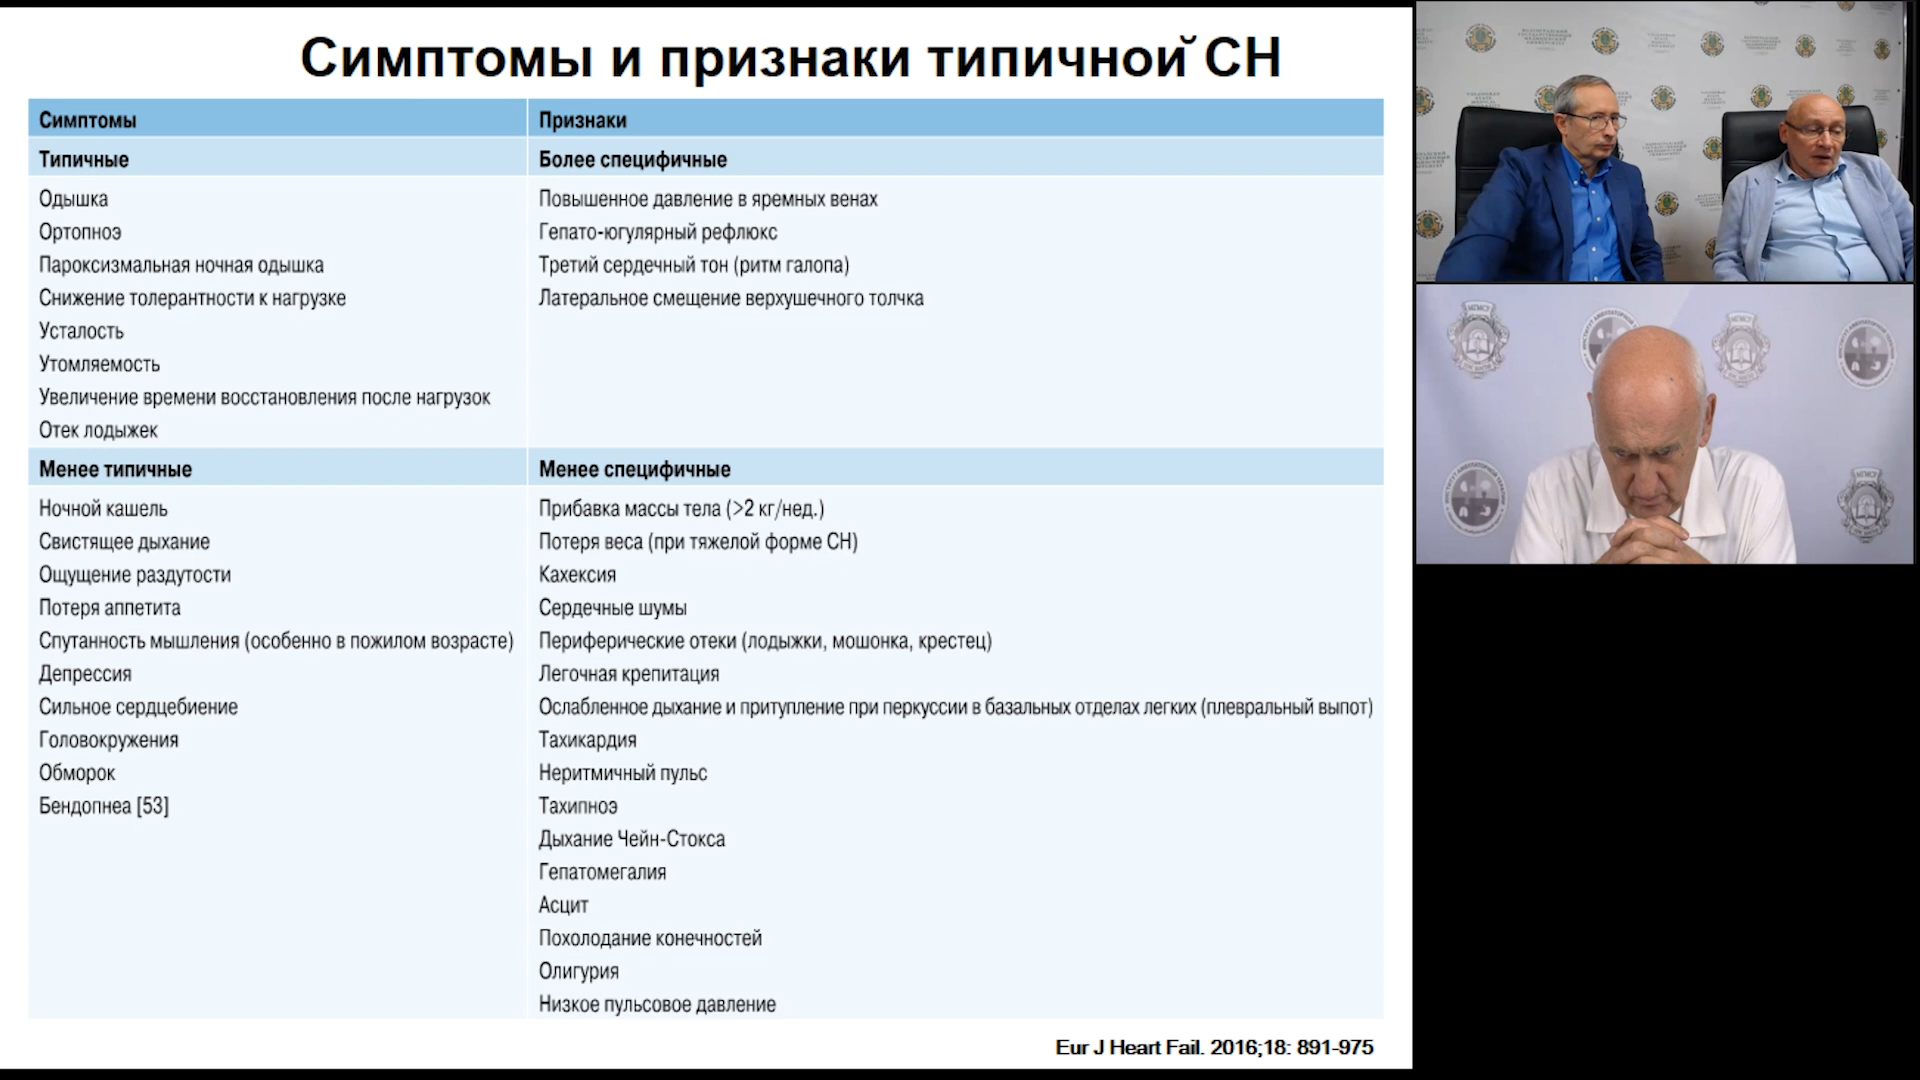 Симптомы и признаки типичной СН
Симптомы
Признаки
Типичные
Более специфичные
Одышка
Повышенное давление в яремных венах
Ортопноэ
Гепато-югулярный рефлюкс
Пароксизмальная ночная одышка
Третий сердечный тон (ритм галопа)
Снижение толерантности к нагрузке
Латеральное смещение верхушечного толчка
Усталость
Утомляемость
Увеличение времени восстановления после нагрузок
Отек лодыжек
Менее типичные
Менее специфичные
Ночной кашель
Прибавка массы тела (>2 кг/нед.)
Свистящее дыхание
Потеря веса (при тяжелой форме СН)
Ощущение раздутости
Кахексия
Потеря аппетита
Сердечные шумы
Спутанность мышления (особенно в пожилом возрасте)
Периферические отеки (лодыжки, мошонка, крестец)
Депрессия
Легочная крепитация
Сильное сердцебиение
Ослабленное дыхание и притупление при перкуссии в базальных отделах легких (плевральный выпот)
Головокружения
Тахикардия
Обморок
Неритмичный пульс
Бендопнеа [53]
Тахипноэ
Дыхание Чейн-Стокса
Гепатомегалия
Асцит
Похолодание конечностей
Олигурия
Низкое пульсовое давление
Eur J Heart Fail. 2016;18: 891-975